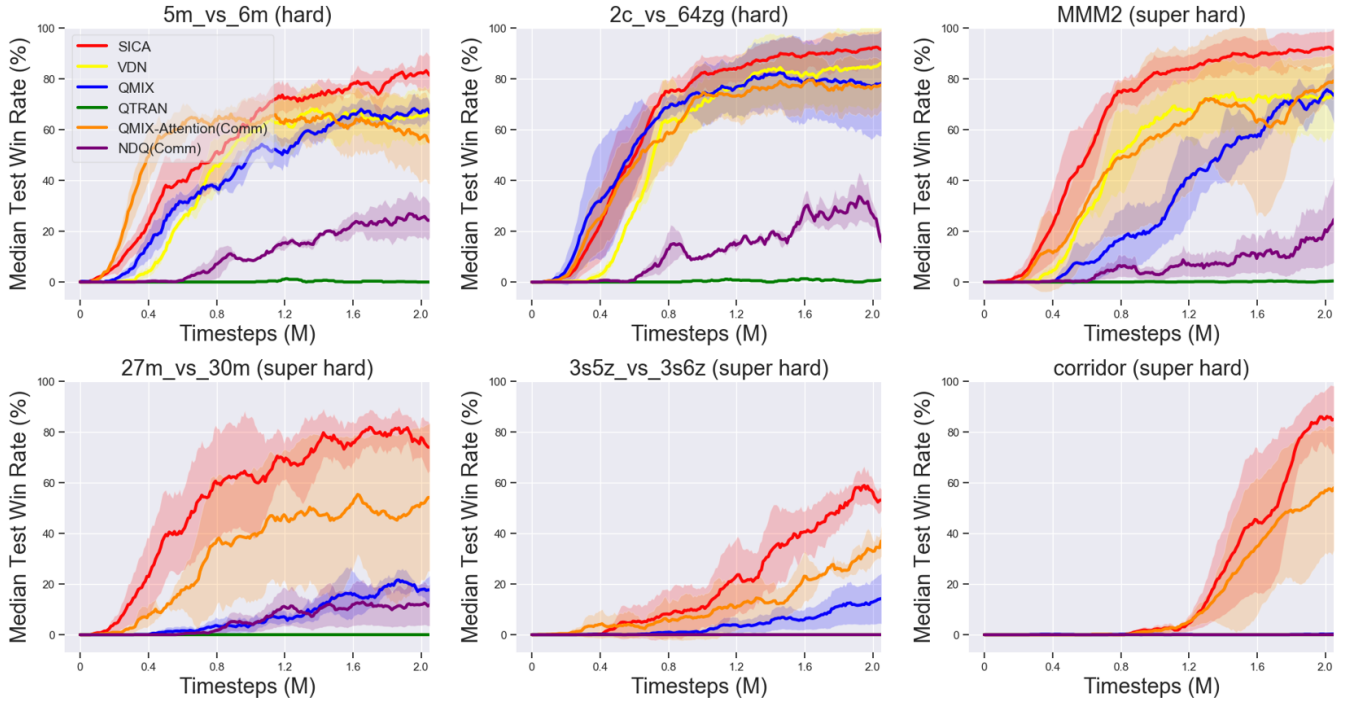 5m_vs_6m (hard)
Median Test Win Rate (%)
100
80
60
40
20
0
SICA
VDN
QMIX
QTRAN
QMIX-Attention(Comm)
NDQ(Comm)
0 0.4 0.8 1.2 1.6 2.0
Timesteps (M)
2c_vs_64zg (hard)
Median Test Win Rate (%)
100
80
60
40
20
0
0 0.4 0.8 1.2 1.6 2.0
Timesteps (M)
MMM2 (super hard)
Median Test Win Rate (%)
100
80
60
40
20
0
0 0.4 0.8 1.2 1.6 2.0
Timesteps (M)
27m_vs_30m (super hard)
Median Test Win Rate (%)
100
80
60
40
20
0
0 0.4 0.8 1.2 1.6 2.0
Timesteps (M)
3s5z_vs_3s6z (super hard)
Median Test Win Rate (%)
100
80
60
40
20
0
0 0.4 0.8 1.2 1.6 2.0
Timesteps (M)
corridor (super hard)
Median Test Win Rate (%)
100
80
60
40
20
0
0 0.4 0.8 1.2 1.6 2.0
Timesteps (M)